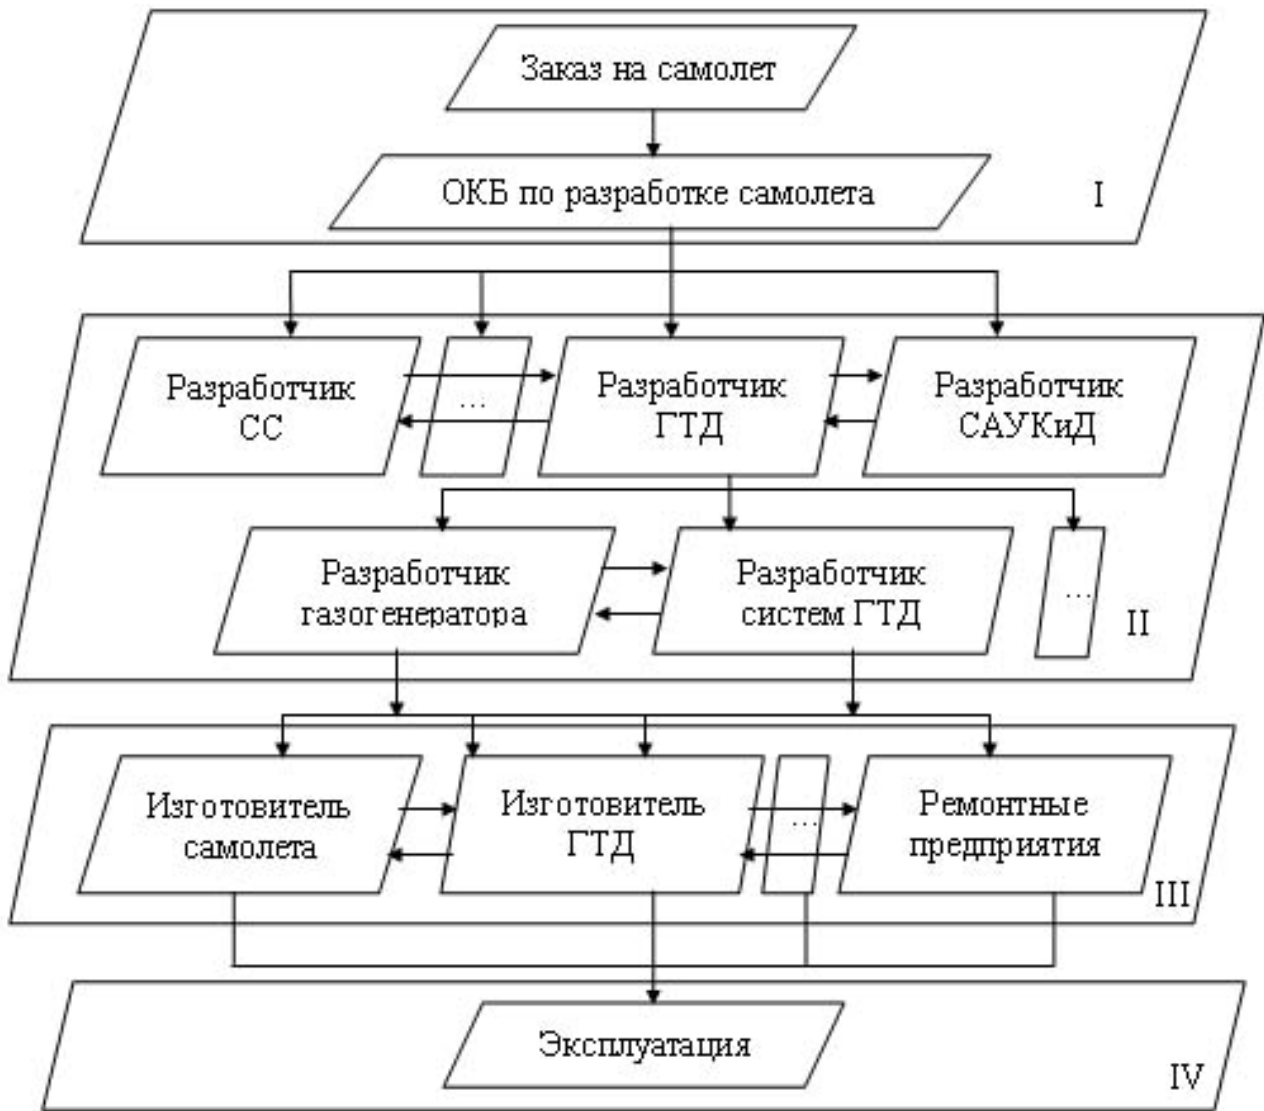 Заказ на самолет
ОКБ по разработке самолета
I
Разработчик
СС
...
Разработчик
ГТД
Разработчик
САУКиД
Разработчик
газогенератора
Разработчик
систем ГТД
...
II
Изготовитель
самолета
Изготовитель
ГТД
...
Ремонтные
предприятия
III
Эксплуатация
IV